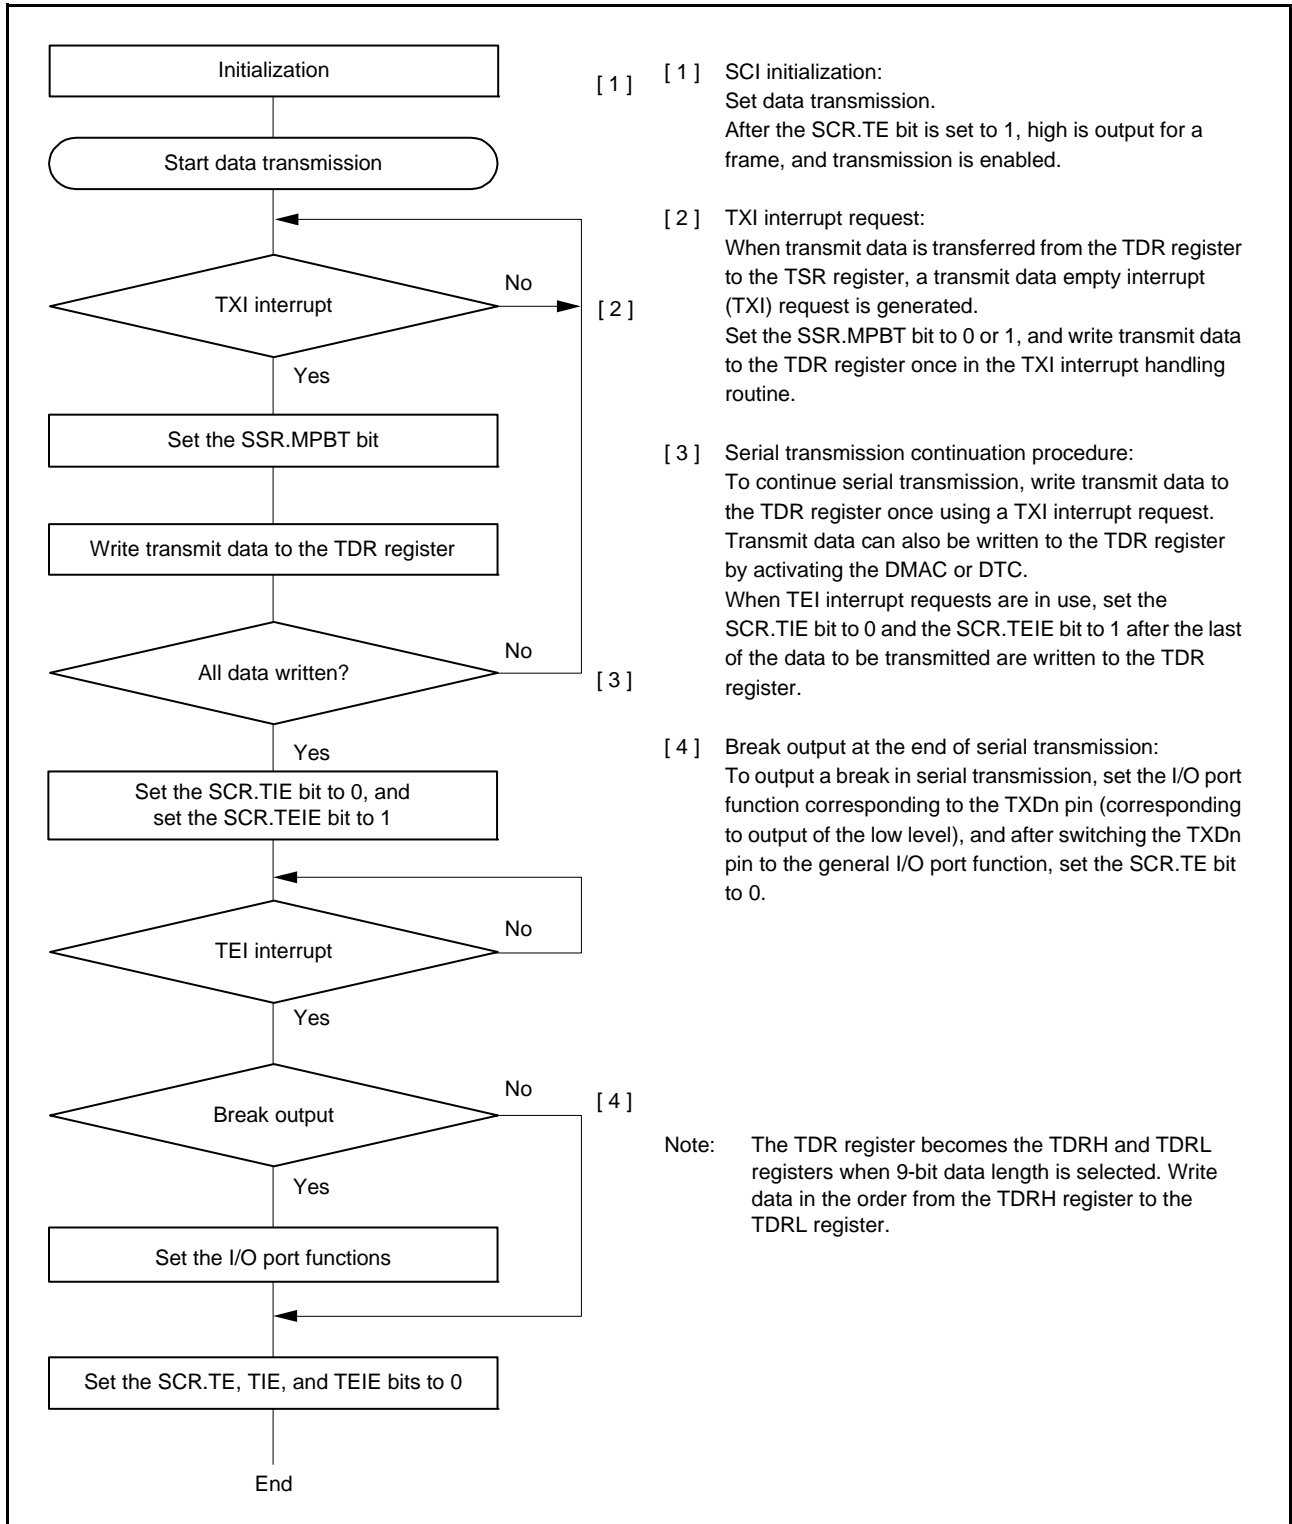 Initialization
[ 1 ]
Start data transmission
TXI interrupt
No
[ 2 ]
Yes
Set the SSR.MPBT bit
Write transmit data to the TDR register
All data written?
No
[ 3 ]
Yes
Set the SCR.TIE bit to 0, and
set the SCR.TEIE bit to 1
TEI interrupt
No
Yes
Break output
No
[ 4 ]
Yes
Set the I/O port functions
Set the SCR.TE, TIE, and TEIE bits to 0
End
[ 1 ] SCI initialization:
Set data transmission.
After the SCR.TE bit is set to 1, high is output for a
frame, and transmission is enabled.
[ 2 ] TXI interrupt request:
When transmit data is transferred from the TDR register
to the TSR register, a transmit data empty interrupt
(TXI) request is generated.
Set the SSR.MPBT bit to 0 or 1, and write transmit data
to the TDR register once in the TXI interrupt handling
routine.
[ 3 ] Serial transmission continuation procedure:
To continue serial transmission, write transmit data to
the TDR register once using a TXI interrupt request.
Transmit data can also be written to the TDR register
by activating the DMAC or DTC.
When TEI interrupt requests are in use, set the
SCR.TIE bit to 0 and the SCR.TEIE bit to 1 after the last
of the data to be transmitted are written to the TDR
register.
[ 4 ] Break output at the end of serial transmission:
To output a break in serial transmission, set the I/O port
function corresponding to the TXDn pin (corresponding
to output of the low level), and after switching the TXDn
pin to the general I/O port function, set the SCR.TE bit
to 0.
Note: The TDR register becomes the TDRH and TDRL
registers when 9-bit data length is selected. Write
data in the order from the TDRH register to the
TDRL register.